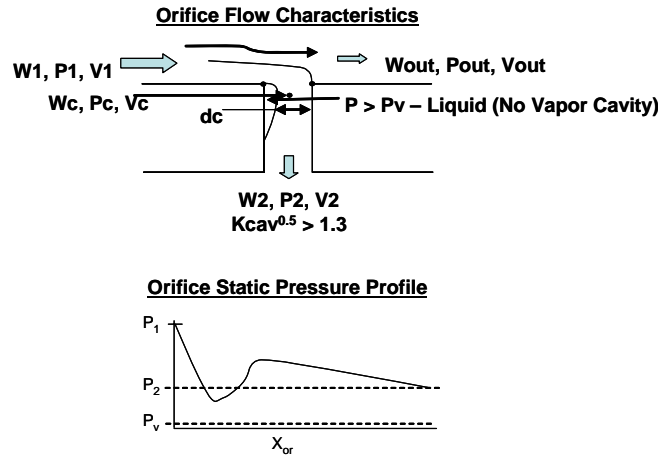 Orifice Flow Characteristics
W1, P1, V1
Wout, Pout, Vout
Wc, Pc, Vc
P > Pv – Liquid (No Vapor Cavity)
dc
W2, P2, V2
Kcav^0.5 > 1.3
Orifice Static Pressure Profile
P₁
P₂
Pᵥ
Xor